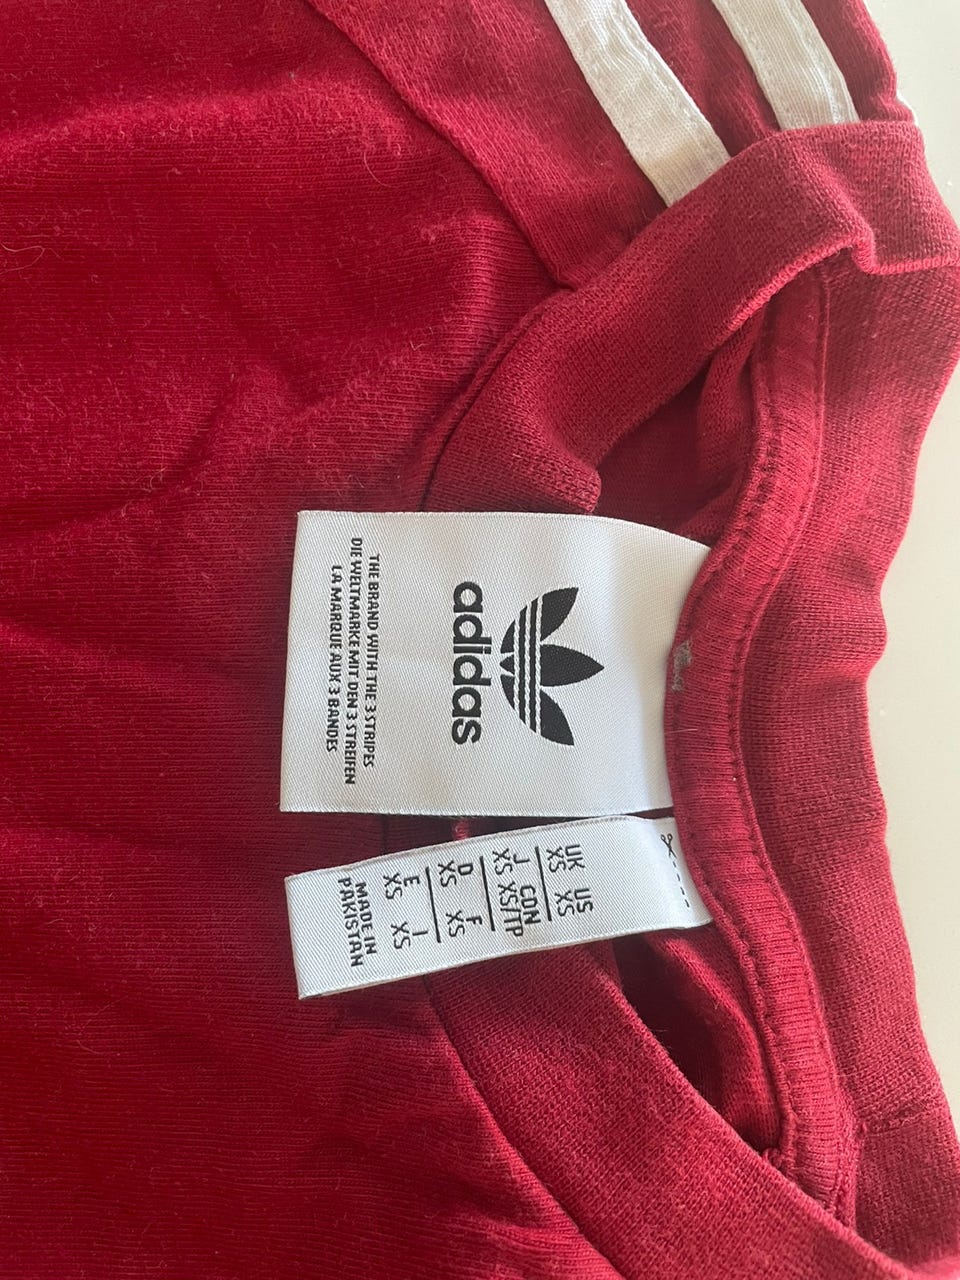 adidas
THE BRAND WITH THE 3 STRIPES
DIE WELTMARKE MIT DEN 3 STREIFEN
LA MARQUE AUX 3 BANDES
UK US
XS XS
J CDN
XS XS/TP
D F
XS XS
E I
XS XS
MADE IN
PAKISTAN